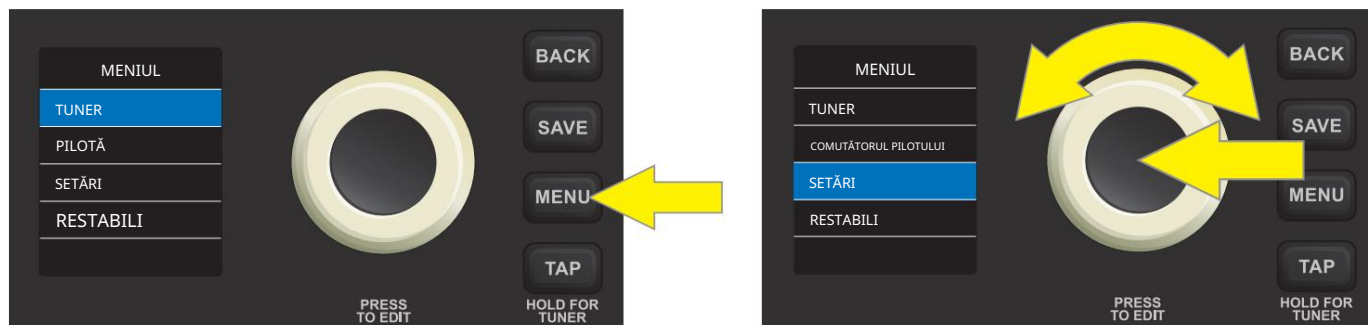 MENIUL
TUNER
PILOTĂ
SETĂRI
RESTABILI
BACK
SAVE
MENU
TAP
PRESS
TO EDIT
HOLD FOR
TUNER
MENIUL
TUNER
COMUTĂTORUL PILOTULUI
SETĂRI
RESTABILI
BACK
SAVE
MENU
TAP
PRESS
TO EDIT
HOLD FOR
TUNER